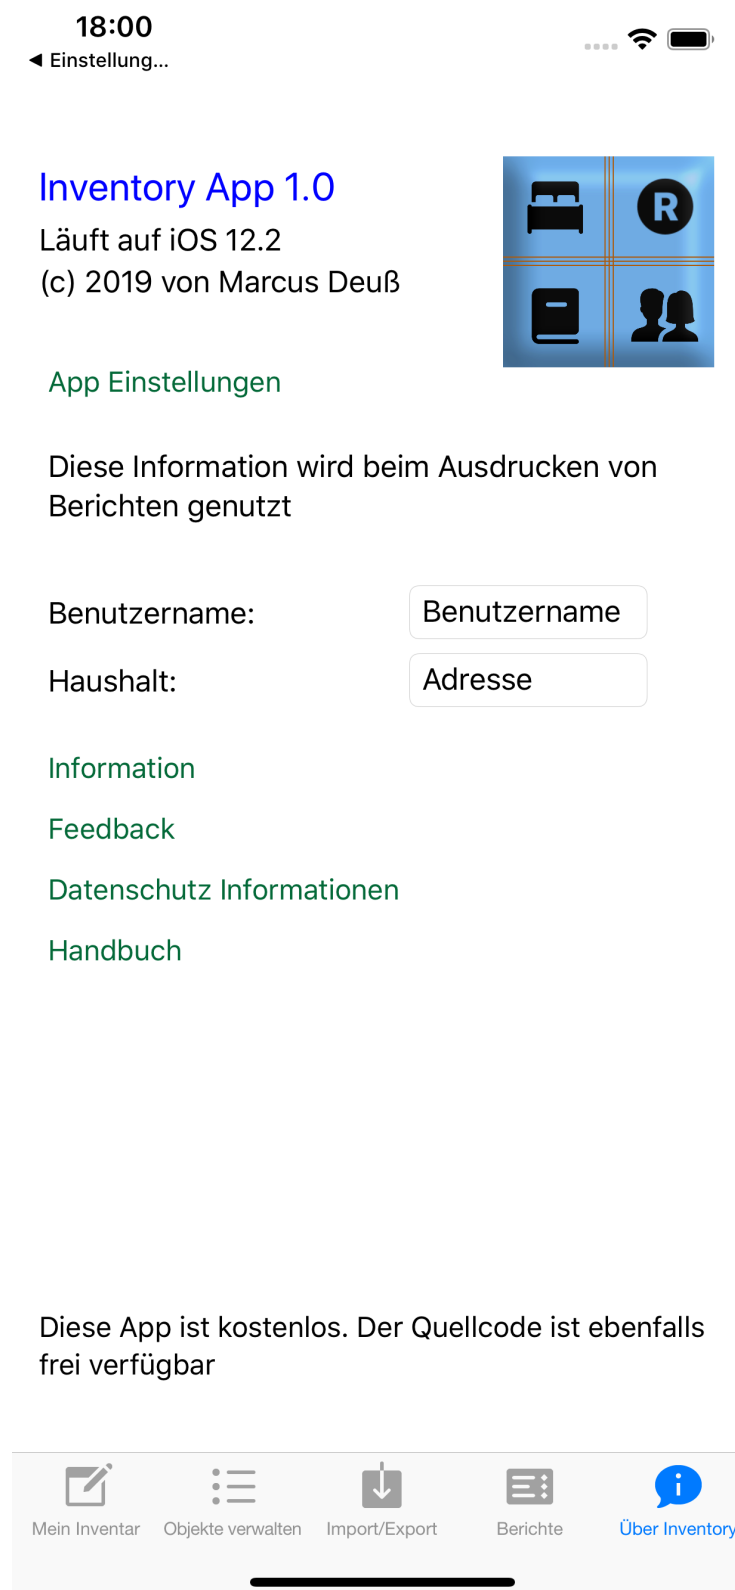 18:00
◀ Einstellung...
Inventory App 1.0
R
Läuft auf iOS 12.2
(c) 2019 von Marcus Deuß
App Einstellungen
Diese Information wird beim Ausdrucken von
Berichten genutzt
Benutzername:
Benutzername
Haushalt:
Adresse
Information
Feedback
Datenschutz Informationen
Handbuch
Diese App ist kostenlos. Der Quellcode ist ebenfalls
frei verfügbar
Mein Inventar
Objekte verwalten
Import/Export
Berichte
Über Inventory